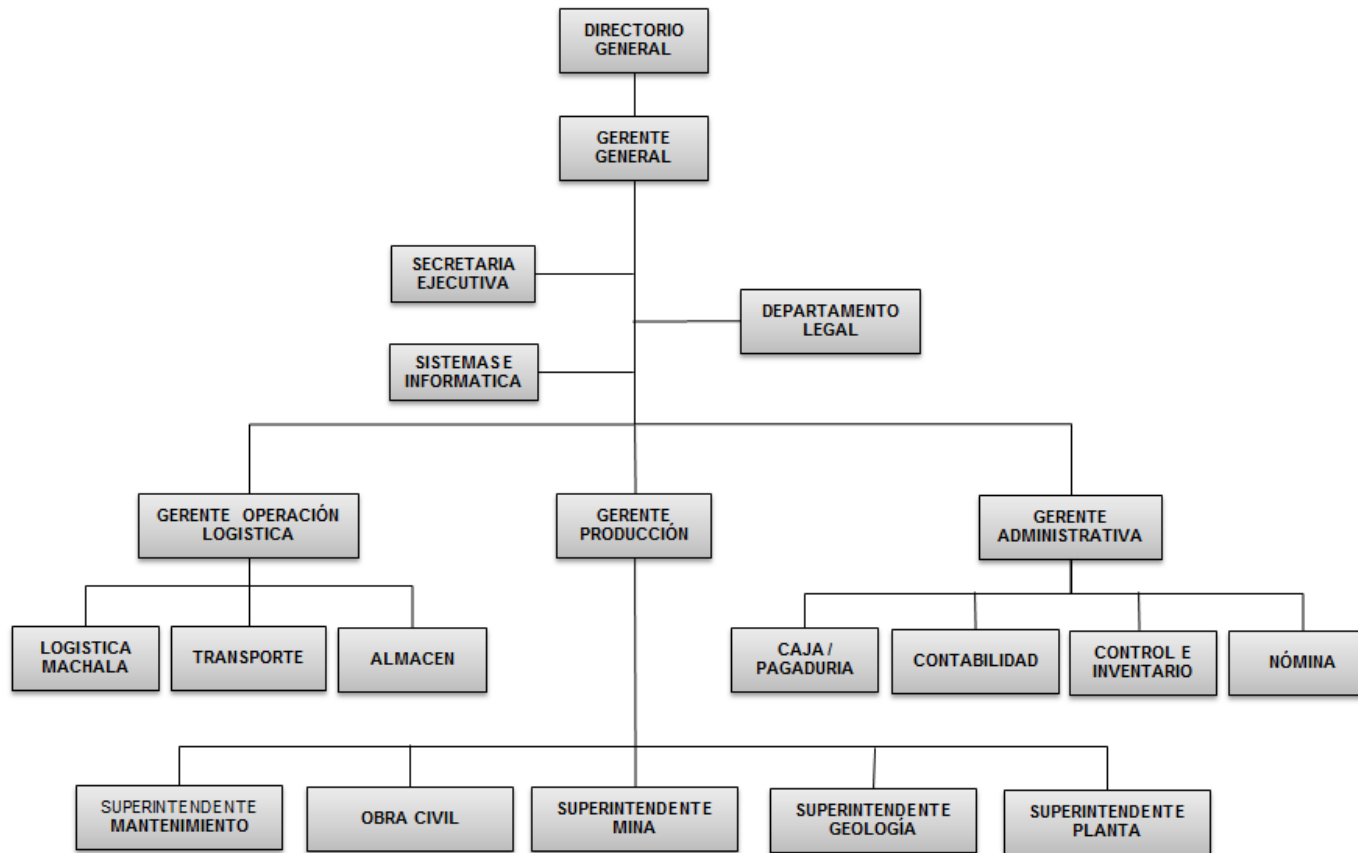 DIRECTORIO
GENERAL
GERENTE
GENERAL
SECRETARIA
EJECUTIVA
DEPARTAMENTO
LEGAL
SISTEMAS E
INFORMATICA
GERENTE OPERACIÓN
LOGISTICA
GERENTE
PRODUCCIÓN
GERENTE
ADMINISTRATIVA
LOGISTICA
MACHALA
TRANSPORTE
ALMACEN
CAJA /
PAGADURIA
CONTABILIDAD
CONTROL E
INVENTARIO
NÓMINA
SUPERINTENDENTE
MANTENIMIENTO
OBRA CIVIL
SUPERINTENDENTE
MINA
SUPERINTENDENTE
GEOLOGÍA
SUPERINTENDENTE
PLANTA